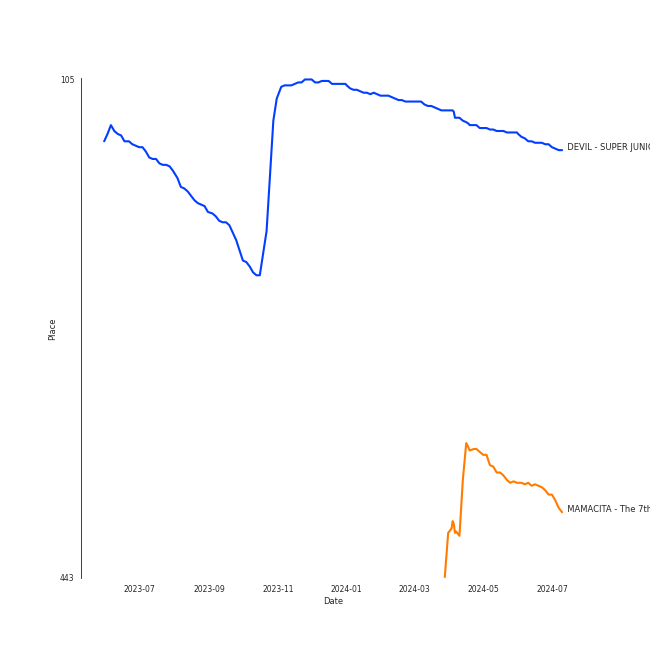 105
DEVIL - SUPER JUNIO
Place
MAMACITA - The 7th
443
2023-07 2023-09 2023-11 2024-01 2024-03 2024-05 2024-07
Date